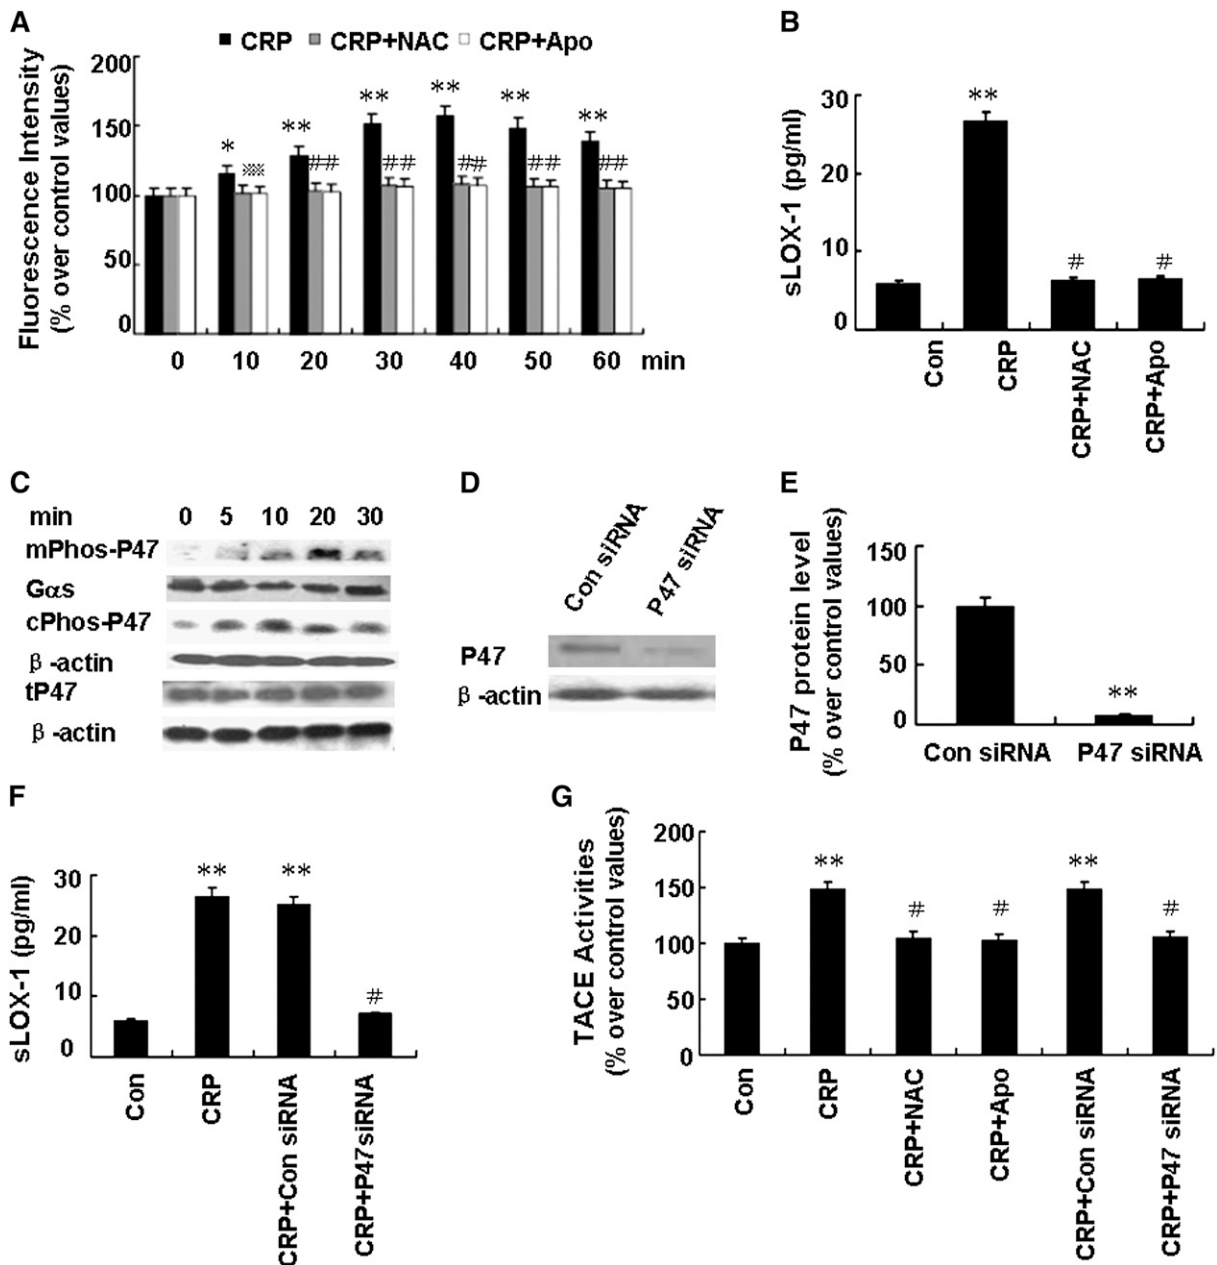 A
■ CRP ■ CRP+NAC □ CRP+Apo
Fluorescence Intensity
(% over control values)
200
150
100
50
0
* ** ** ** ** **
※※ ## ## ## ## ##
0 10 20 30 40 50 60 min
B
sLOX-1 (pg/ml)
30
20
10
0
**
# #
Con
CRP
CRP+NAC
CRP+Apo
C
min 0 5 10 20 30
mPhos-P47
Gαs
cPhos-P47
β-actin
tP47
β-actin
D
Con siRNA
P47 siRNA
P47
β-actin
E
P47 protein level
(% over control values)
150
100
50
0
**
Con siRNA P47 siRNA
F
sLOX-1 (pg/ml)
30
20
10
0
** **
#
Con
CRP
CRP+Con siRNA
CRP+P47siRNA
G
TACE Activities
(% over control values)
200
150
100
50
0
** **
# # #
Con
CRP
CRP+NAC
CRP+Apo
CRP+Con siRNA
CRP+P47 siRNA